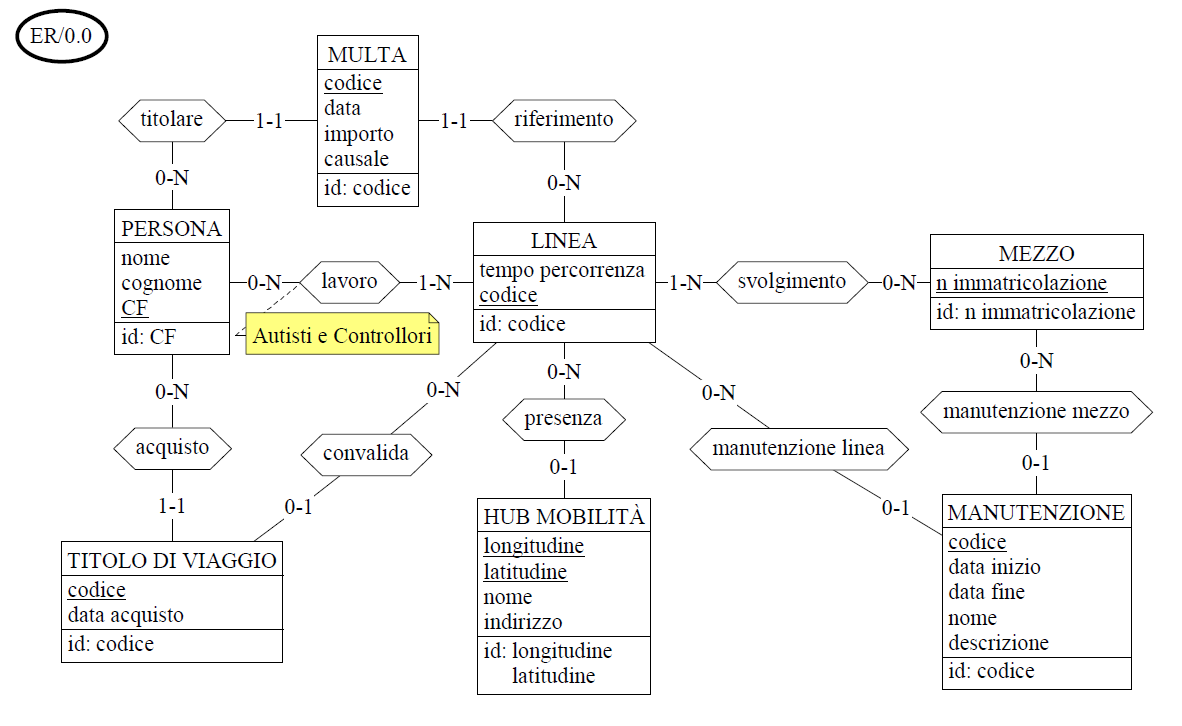 ER/0.0
MULTA
codice
data
importo
causale
id: codice
titolare
1-1
1-1
riferimento
0-N
0-N
PERSONA
nome
cognome
CF
id: CF
0-N
lavoro
1-N
Autisti e Controllori
LINEA
tempo percorrenza
codice
id: codice
1-N
svolgimento
0-N
MEZZO
n immatricolazione
id: n immatricolazione
0-N
acquisto
1-1
0-N
convalida
0-1
0-N
presenza
0-1
0-N
manutenzione linea
0-1
0-N
manutenzione mezzo
0-1
TITOLO DI VIAGGIO
codice
data acquisto
id: codice
HUB MOBILITÀ
longitudine
latitudine
nome
indirizzo
id: longitudine
latitudine
MANUTENZIONE
codice
data inizio
data fine
nome
descrizione
id: codice